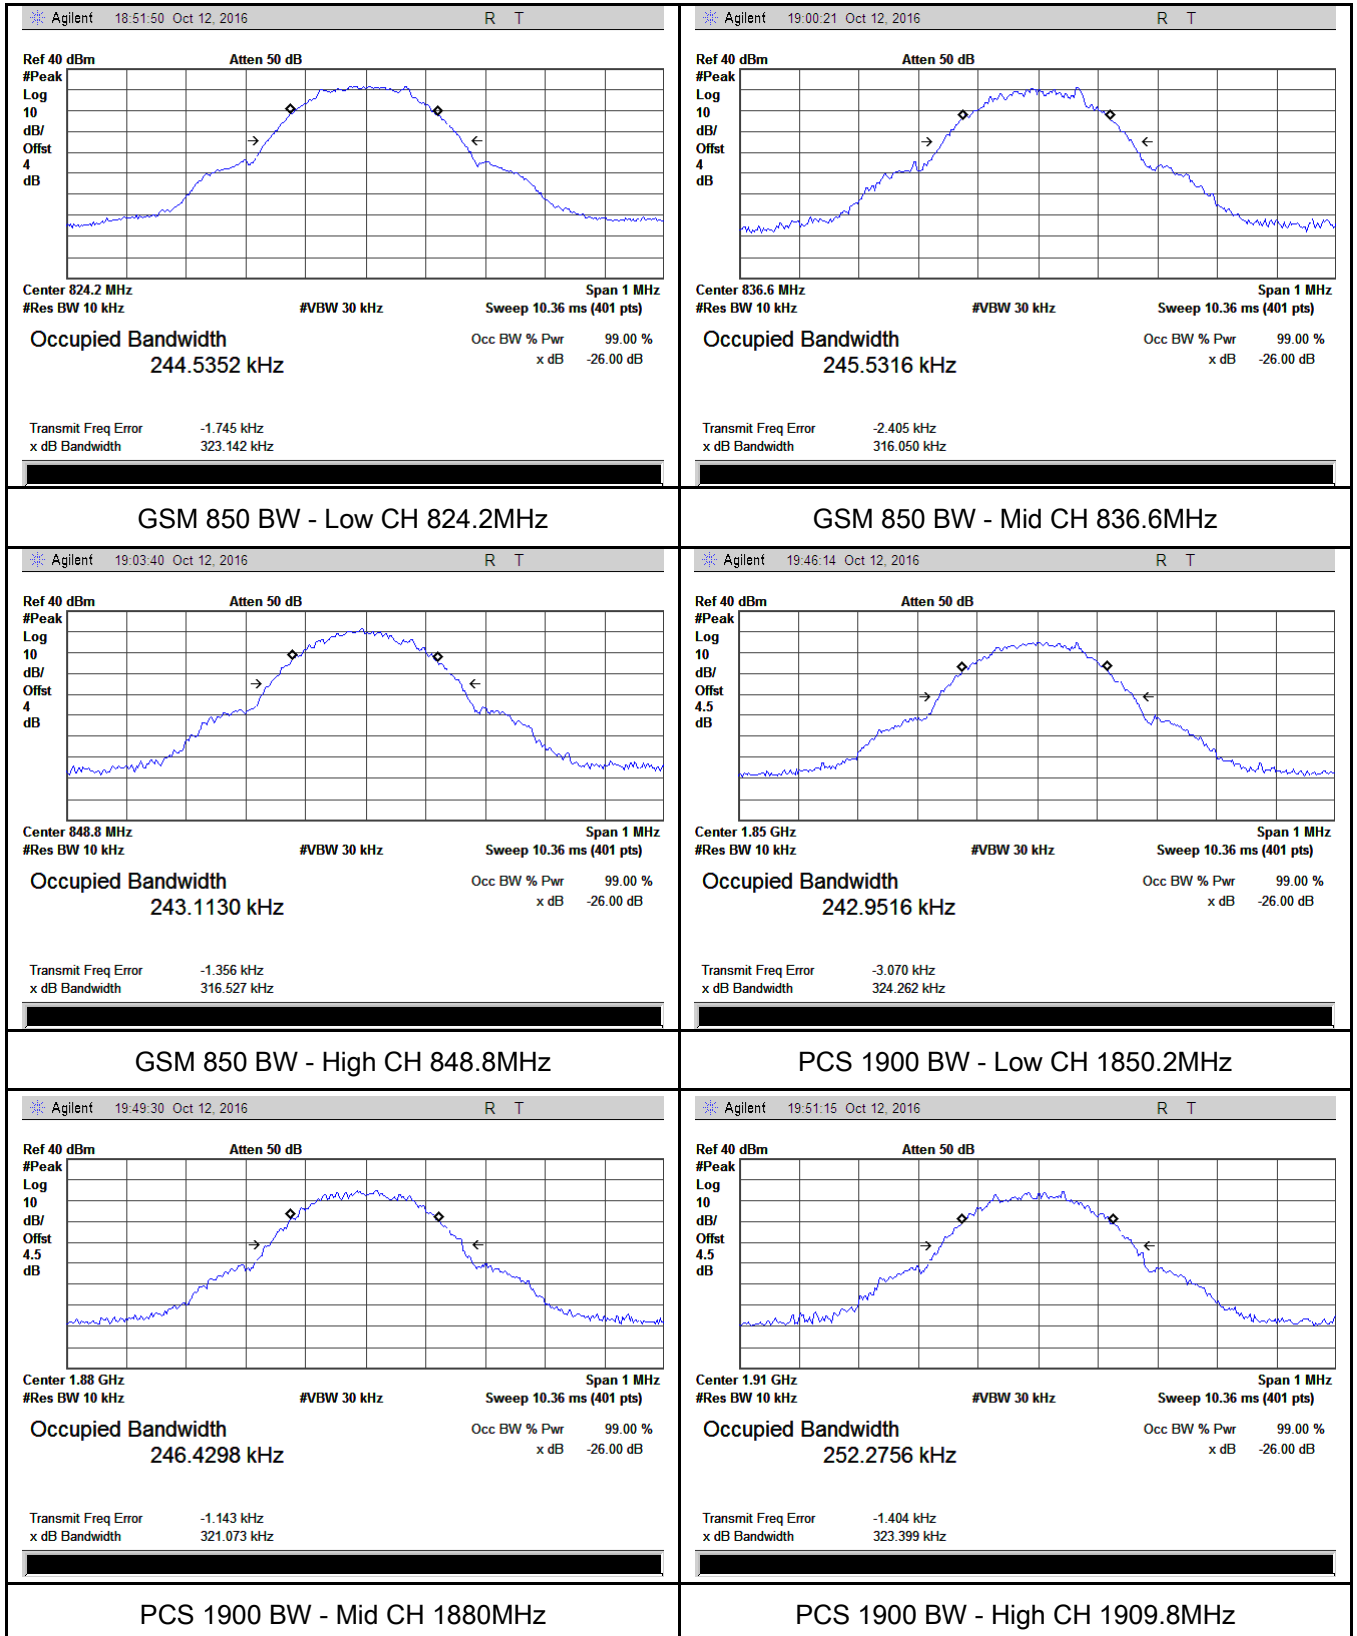 Agilent 18:51:50 Oct 12, 2016 R T
Ref 40 dBm Atten 50 dB
#Peak
Log
10
dB/
Offst
4
dB
Center 824.2 MHz Span 1 MHz
#Res BW 10 kHz #VBW 30 kHz Sweep 10.36 ms (401 pts)
Occupied Bandwidth Occ BW % Pwr 99.00 %
244.5352 kHz x dB -26.00 dB
Transmit Freq Error -1.745 kHz
x dB Bandwidth 323.142 kHz
GSM 850 BW - Low CH 824.2MHz
Agilent 19:00:21 Oct 12, 2016 R T
Ref 40 dBm Atten 50 dB
#Peak
Log
10
dB/
Offst
4
dB
Center 836.6 MHz Span 1 MHz
#Res BW 10 kHz #VBW 30 kHz Sweep 10.36 ms (401 pts)
Occupied Bandwidth Occ BW % Pwr 99.00 %
245.5316 kHz x dB -26.00 dB
Transmit Freq Error -2.405 kHz
x dB Bandwidth 316.050 kHz
GSM 850 BW - Mid CH 836.6MHz
Agilent 19:03:40 Oct 12, 2016 R T
Ref 40 dBm Atten 50 dB
#Peak
Log
10
dB/
Offst
4
dB
Center 848.8 MHz Span 1 MHz
#Res BW 10 kHz #VBW 30 kHz Sweep 10.36 ms (401 pts)
Occupied Bandwidth Occ BW % Pwr 99.00 %
243.1130 kHz x dB -26.00 dB
Transmit Freq Error -1.356 kHz
x dB Bandwidth 316.527 kHz
GSM 850 BW - High CH 848.8MHz
Agilent 19:46:14 Oct 12, 2016 R T
Ref 40 dBm Atten 50 dB
#Peak
Log
10
dB/
Offst
4.5
dB
Center 1.85 GHz Span 1 MHz
#Res BW 10 kHz #VBW 30 kHz Sweep 10.36 ms (401 pts)
Occupied Bandwidth Occ BW % Pwr 99.00 %
242.9516 kHz x dB -26.00 dB
Transmit Freq Error -3.070 kHz
x dB Bandwidth 324.262 kHz
PCS 1900 BW - Low CH 1850.2MHz
Agilent 19:49:30 Oct 12, 2016 R T
Ref 40 dBm Atten 50 dB
#Peak
Log
10
dB/
Offst
4.5
dB
Center 1.88 GHz Span 1 MHz
#Res BW 10 kHz #VBW 30 kHz Sweep 10.36 ms (401 pts)
Occupied Bandwidth Occ BW % Pwr 99.00 %
246.4298 kHz x dB -26.00 dB
Transmit Freq Error -1.143 kHz
x dB Bandwidth 321.073 kHz
PCS 1900 BW - Mid CH 1880MHz
Agilent 19:51:15 Oct 12, 2016 R T
Ref 40 dBm Atten 50 dB
#Peak
Log
10
dB/
Offst
4.5
dB
Center 1.91 GHz Span 1 MHz
#Res BW 10 kHz #VBW 30 kHz Sweep 10.36 ms (401 pts)
Occupied Bandwidth Occ BW % Pwr 99.00 %
252.2756 kHz x dB -26.00 dB
Transmit Freq Error -1.404 kHz
x dB Bandwidth 323.399 kHz
PCS 1900 BW - High CH 1909.8MHz